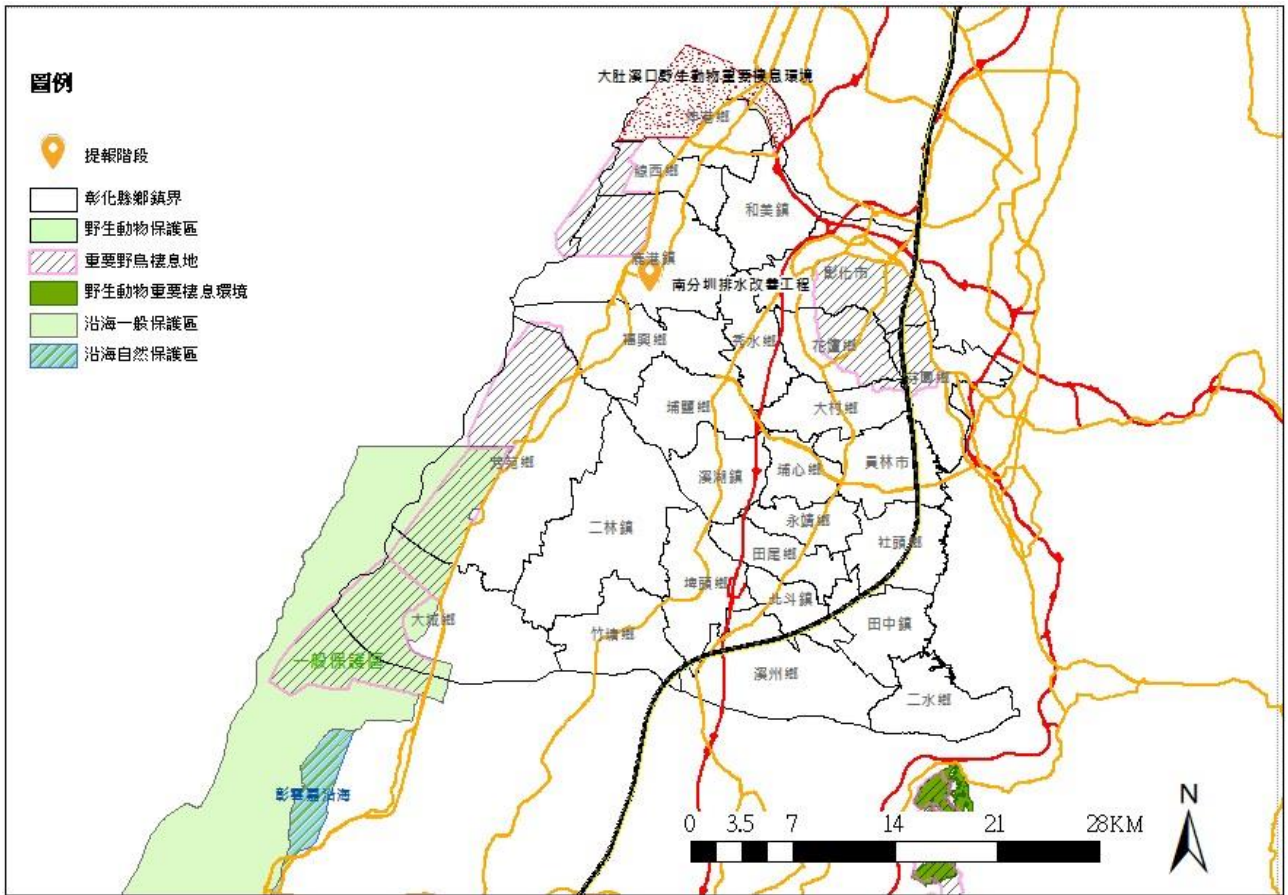 圖例
提報階段
彰化縣鄉鎮界
野生動物保護區
重要野鳥棲息地
野生動物重要棲息環境
沿海一般保護區
沿海自然保護區
大肚溪口野生動物重要棲息環境
伸港鄉
線西鄉
和美鎮
鹿港鎮
彰化市
南分圳排水改善工程
福興鄉
秀水鄉
花壇鄉
芬園鄉
埔鹽鄉
大村鄉
芳苑鄉
溪湖鎮
埔心鄉
員林市
二林鎮
永靖鄉
社頭鄉
田尾鄉
埤頭鄉
北斗鎮
大城鄉
竹塘鄉
田中鎮
一般保護區
溪州鄉
二水鄉
彰雲嘉沿海
N
0 3.5 7 14 21 28KM